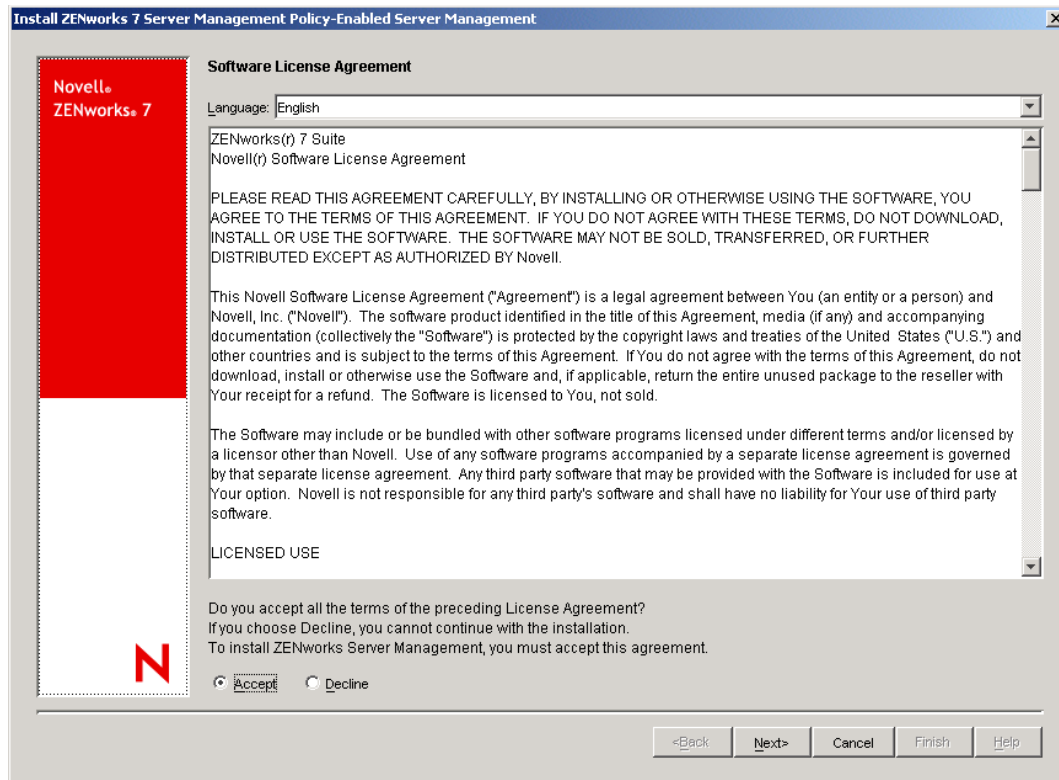 Install ZENworks 7 Server Management Policy-Enabled Server Management
Novell®
ZENworks® 7
Software License Agreement
Language: English
ZENworks(r) 7 Suite
Novell(r) Software License Agreement
PLEASE READ THIS AGREEMENT CAREFULLY, BY INSTALLING OR OTHERWISE USING THE SOFTWARE, YOU
AGREE TO THE TERMS OF THIS AGREEMENT.  IF YOU DO NOT AGREE WITH THESE TERMS, DO NOT DOWNLOAD,
INSTALL OR USE THE SOFTWARE.  THE SOFTWARE MAY NOT BE SOLD, TRANSFERRED, OR FURTHER
DISTRIBUTED EXCEPT AS AUTHORIZED BY Novell.
This Novell Software License Agreement ("Agreement") is a legal agreement between You (an entity or a person) and
Novell, Inc. ("Novell").  The software product identified in the title of this Agreement, media (if any) and accompanying
documentation (collectively the "Software") is protected by the copyright laws and treaties of the United  States ("U.S.") and
other countries and is subject to the terms of this Agreement.  If You do not agree with the terms of this Agreement, do not
download, install or otherwise use the Software and, if applicable, return the entire unused package to the reseller with
Your receipt for a refund.  The Software is licensed to You, not sold.
The Software may include or be bundled with other software programs licensed under different terms and/or licensed by
a licensor other than Novell.  Use of any software programs accompanied by a separate license agreement is governed
by that separate license agreement.  Any third party software that may be provided with the Software is included for use at
Your option.  Novell is not responsible for any third party's software and shall have no liability for Your use of third party
software.
LICENSED USE
Do you accept all the terms of the preceding License Agreement?
If you choose Decline, you cannot continue with the installation.
To install ZENworks Server Management, you must accept this agreement.
Accept Decline
N
<Back Next> Cancel Finish Help